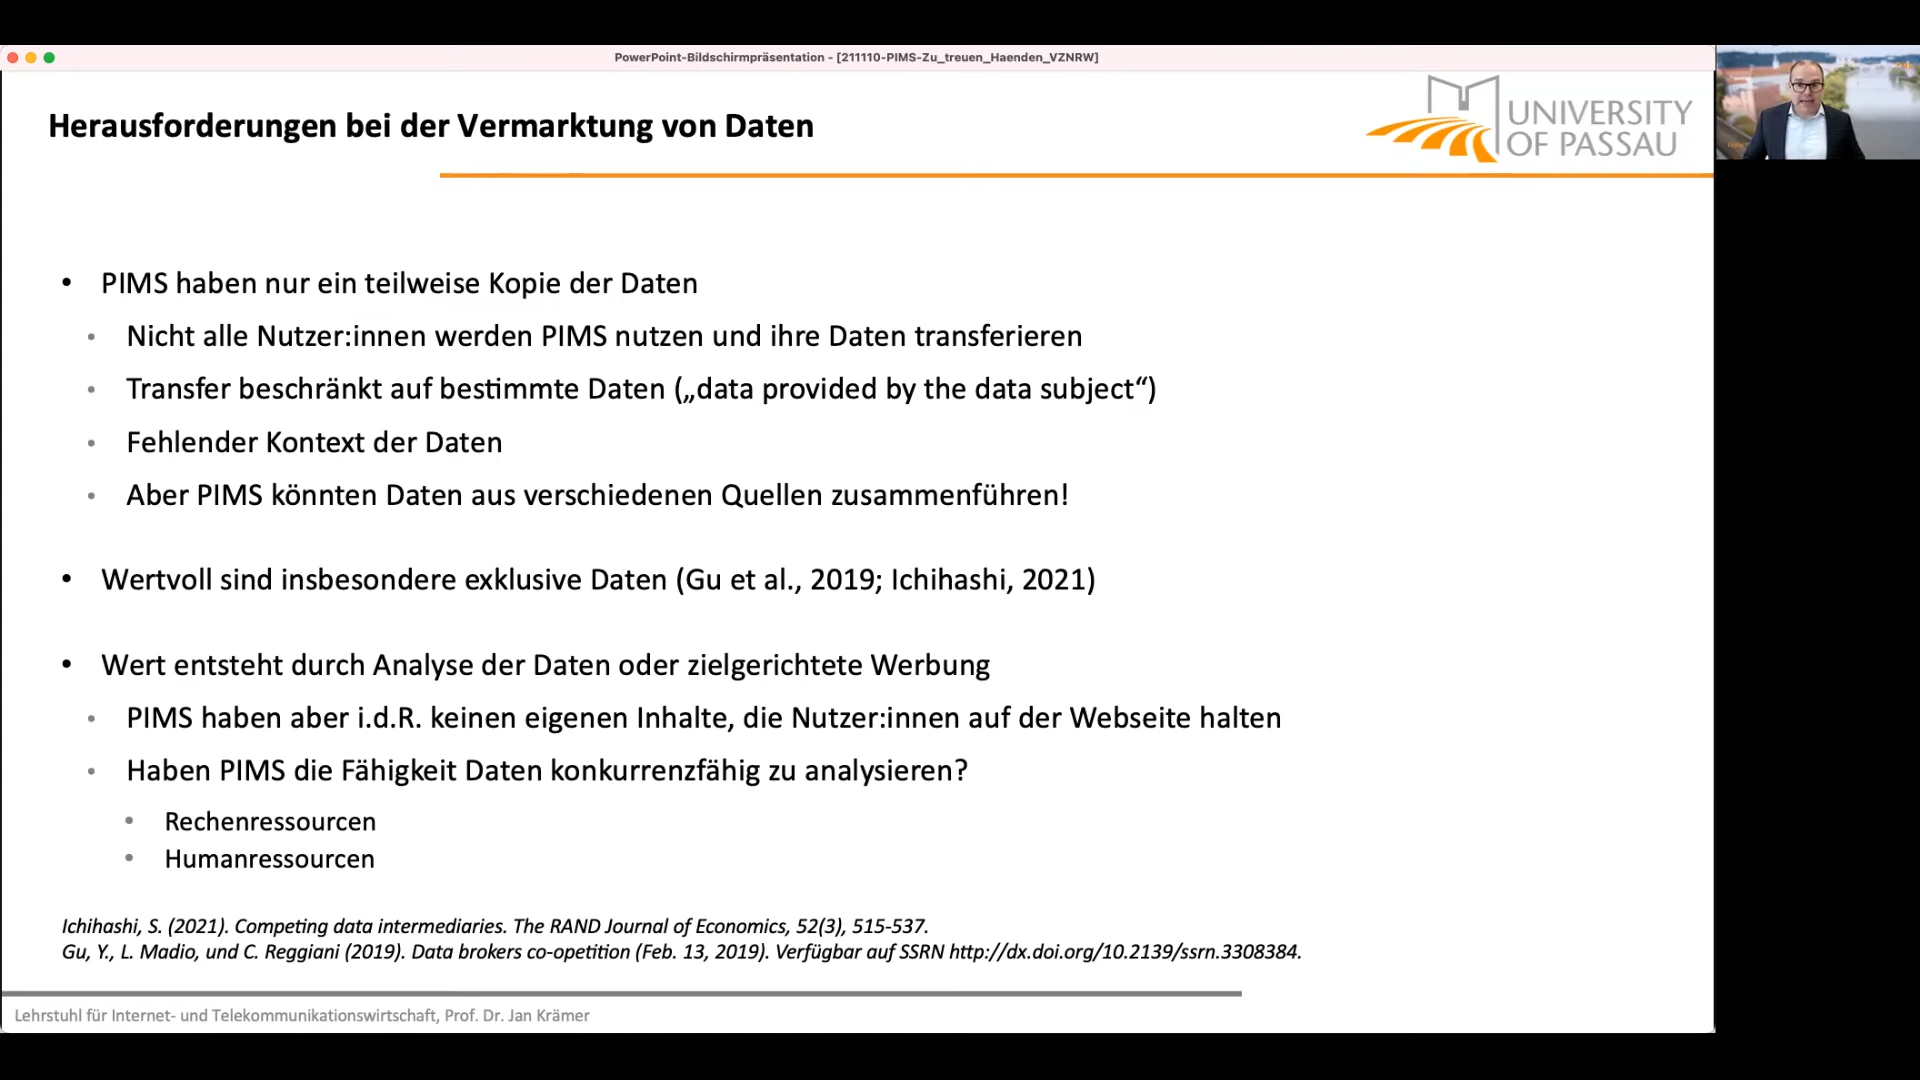 PowerPoint-Bildschirmpräsentation - [211110-PIMS-Zu_treuen_Haenden_VZNRW]
Herausforderungen bei der Vermarktung von Daten
UNIVERSITY
OF PASSAU
• PIMS haben nur ein teilweise Kopie der Daten
• Nicht alle Nutzer:innen werden PIMS nutzen und ihre Daten transferieren
• Transfer beschränkt auf bestimmte Daten („data provided by the data subject“)
• Fehlender Kontext der Daten
• Aber PIMS könnten Daten aus verschiedenen Quellen zusammenführen!
• Wertvoll sind insbesondere exklusive Daten (Gu et al., 2019; Ichihashi, 2021)
• Wert entsteht durch Analyse der Daten oder zielgerichtete Werbung
• PIMS haben aber i.d.R. keinen eigenen Inhalte, die Nutzer:innen auf der Webseite halten
• Haben PIMS die Fähigkeit Daten konkurrenzfähig zu analysieren?
• Rechenressourcen
• Humanressourcen
Ichihashi, S. (2021). Competing data intermediaries. The RAND Journal of Economics, 52(3), 515-537.
Gu, Y., L. Madio, und C. Reggiani (2019). Data brokers co-opetition (Feb. 13, 2019). Verfügbar auf SSRN http://dx.doi.org/10.2139/ssrn.3308384.
Lehrstuhl für Internet- und Telekommunikationswirtschaft, Prof. Dr. Jan Krämer